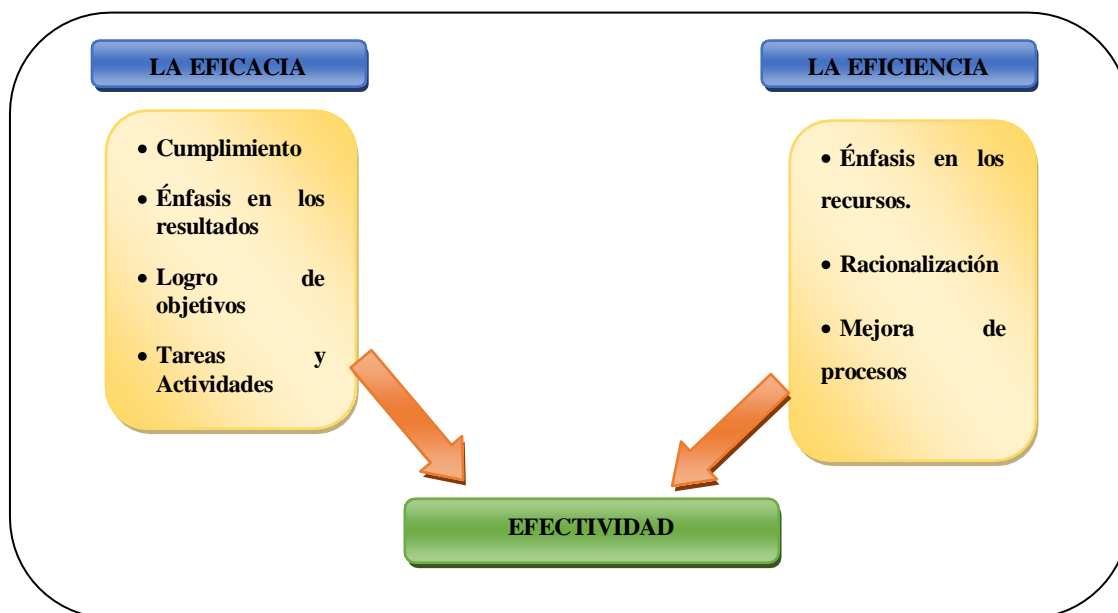 LA EFICACIA
• Cumplimiento
• Énfasis en los
resultados
• Logro de
objetivos
• Tareas y
Actividades
LA EFICIENCIA
• Énfasis en los
recursos.
• Racionalización
• Mejora de
procesos
EFECTIVIDAD